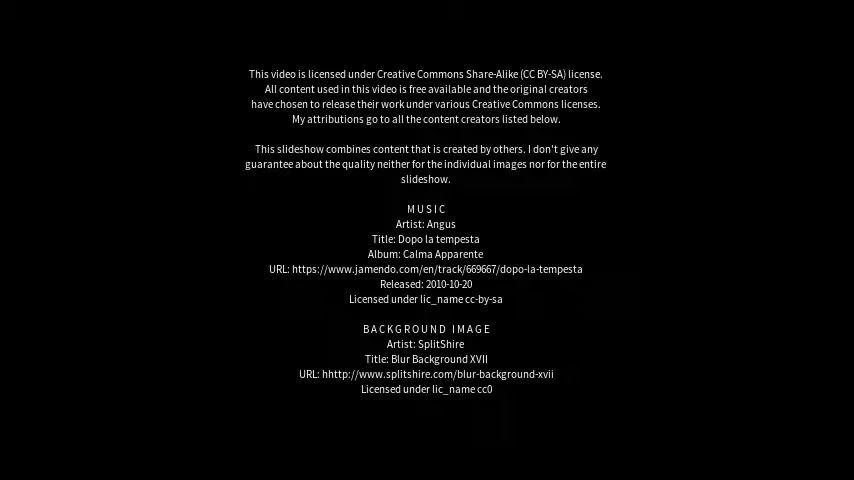 This video is licensed under Creative Commons Share-Alike (CC BY-SA) license.
All content used in this video is free available and the original creators
have chosen to release their work under various Creative Commons licenses.
My attributions go to all the content creators listed below.
This slideshow combines content that is created by others. I don't give any
guarantee about the quality neither for the individual images nor for the entire
slideshow.
MUSIC
Artist: Angus
Title: Dopo la tempesta
Album: Calma Apparente
URL: https://www.jamendo.com/en/track/669667/dopo-la-tempesta
Released: 2010-10-20
Licensed under lic_name cc-by-sa
BACKGROUND IMAGE
Artist: SplitShire
Title: Blur Background XVII
URL: hhttp://www.splitshire.com/blur-background-xvii
Licensed under lic_name cc0